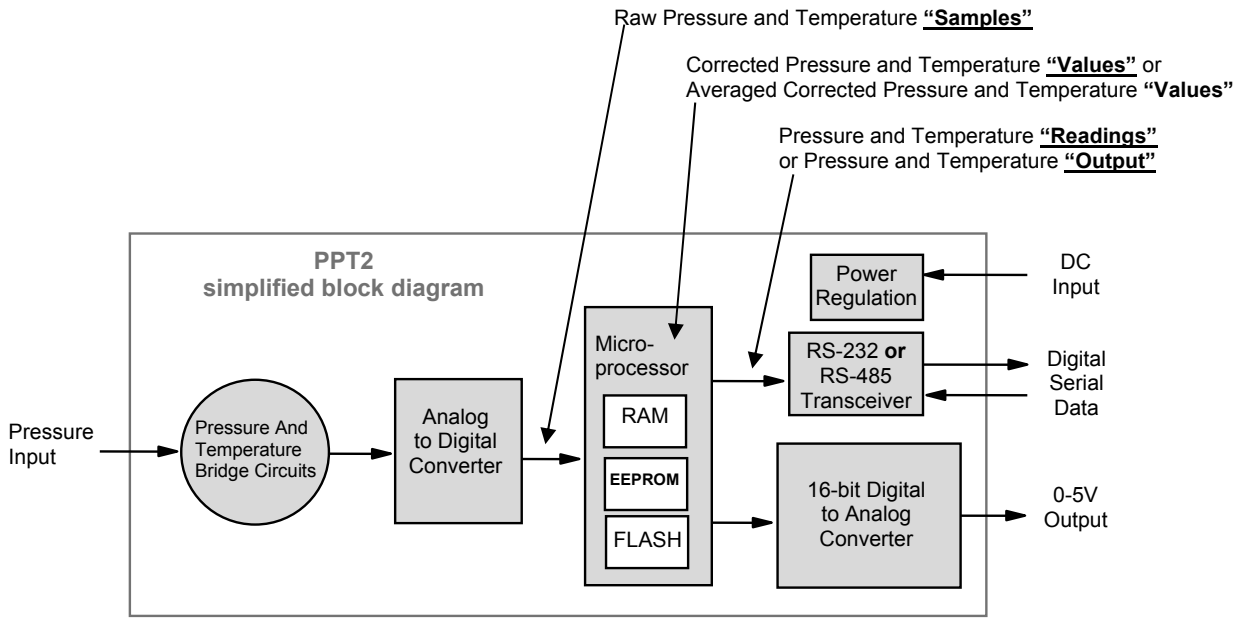 Raw Pressure and Temperature “Samples”
Corrected Pressure and Temperature “Values” or
Averaged Corrected Pressure and Temperature “Values”
Pressure and Temperature “Readings”
or Pressure and Temperature “Output”
PPT2
simplified block diagram
Power
Regulation
DC
Input
Micro-
processor
RAM
EEPROM
FLASH
RS-232 or
RS-485
Transceiver
Digital
Serial
Data
Pressure
Input
Pressure And
Temperature
Bridge Circuits
Analog
to Digital
Converter
16-bit Digital
to Analog
Converter
0-5V
Output